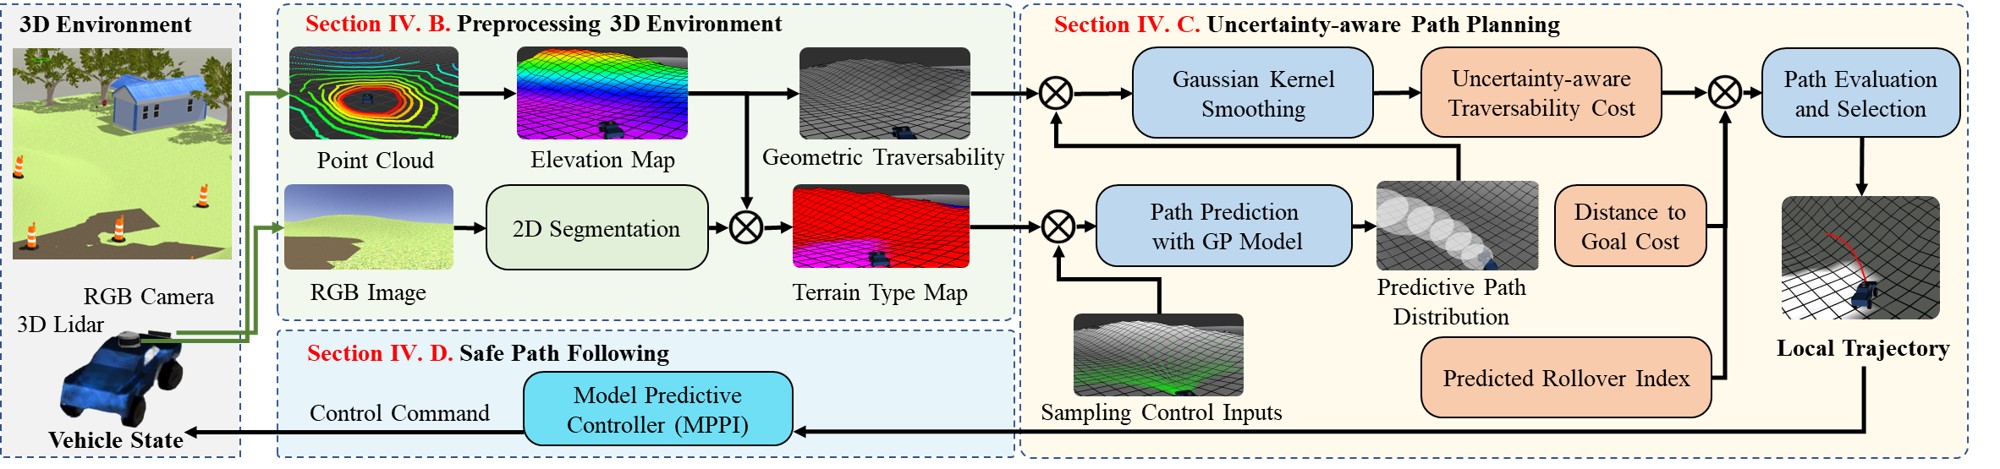 3D Environment
RGB Camera
3D Lidar
Vehicle State
Section IV. B. Preprocessing 3D Environment
Point Cloud
Elevation Map
Geometric Traversability
RGB Image
2D Segmentation
Terrain Type Map
Section IV. D. Safe Path Following
Control Command
Model Predictive
Controller (MPPI)
Section IV. C. Uncertainty-aware Path Planning
Gaussian Kernel
Smoothing
Uncertainty-aware
Traversability Cost
Path Evaluation
and Selection
Path Prediction
with GP Model
Predictive Path
Distribution
Distance to
Goal Cost
Sampling Control Inputs
Predicted Rollover Index
Local Trajectory